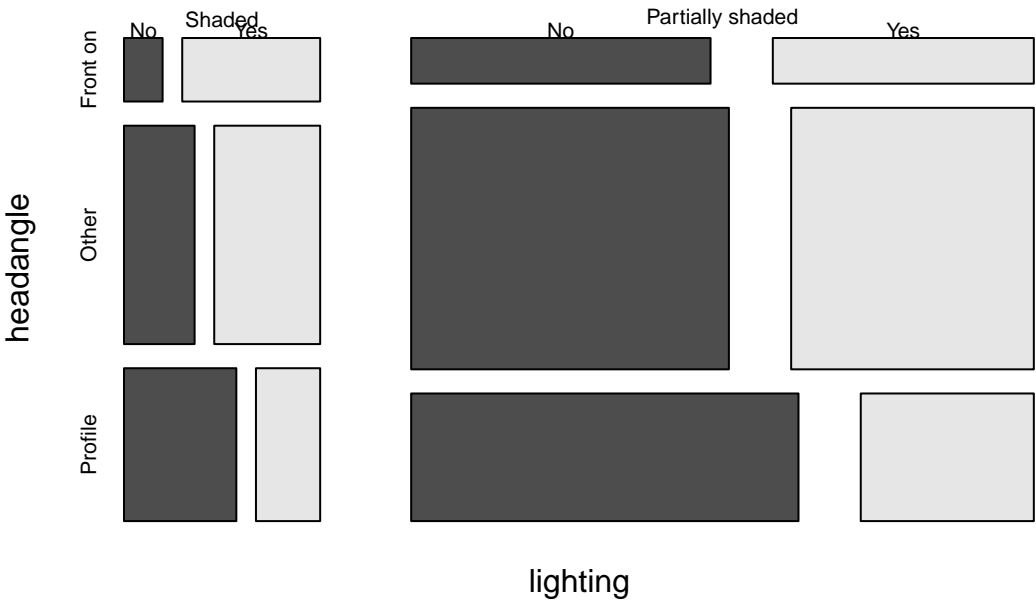 Shaded
Partially shaded
No
Yes
No
Yes
Front on
Other
Profile
headangle
lighting